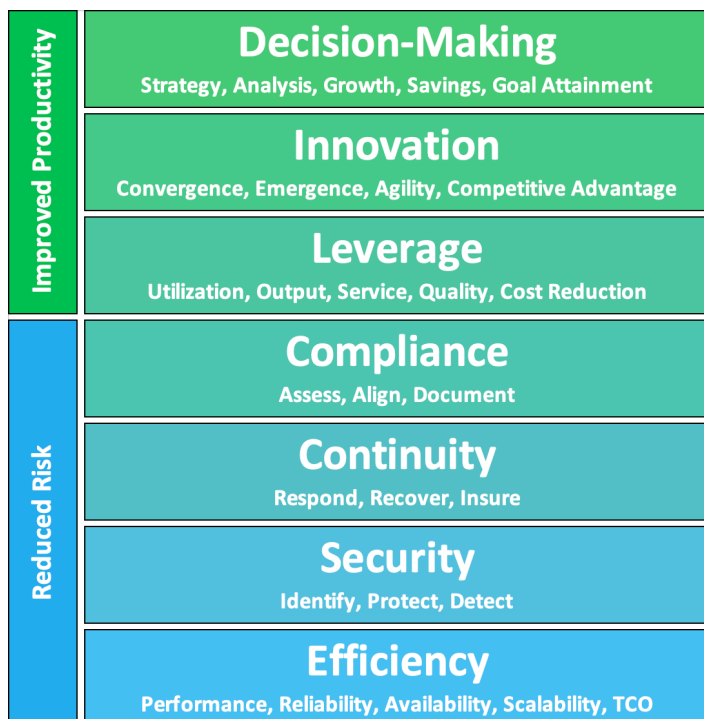 Improved Productivity
Decision-Making
Strategy, Analysis, Growth, Savings, Goal Attainment
Innovation
Convergence, Emergence, Agility, Competitive Advantage
Leverage
Utilization, Output, Service, Quality, Cost Reduction
Reduced Risk
Compliance
Assess, Align, Document
Continuity
Respond, Recover, Insure
Security
Identify, Protect, Detect
Efficiency
Performance, Reliability, Availability, Scalability, TCO